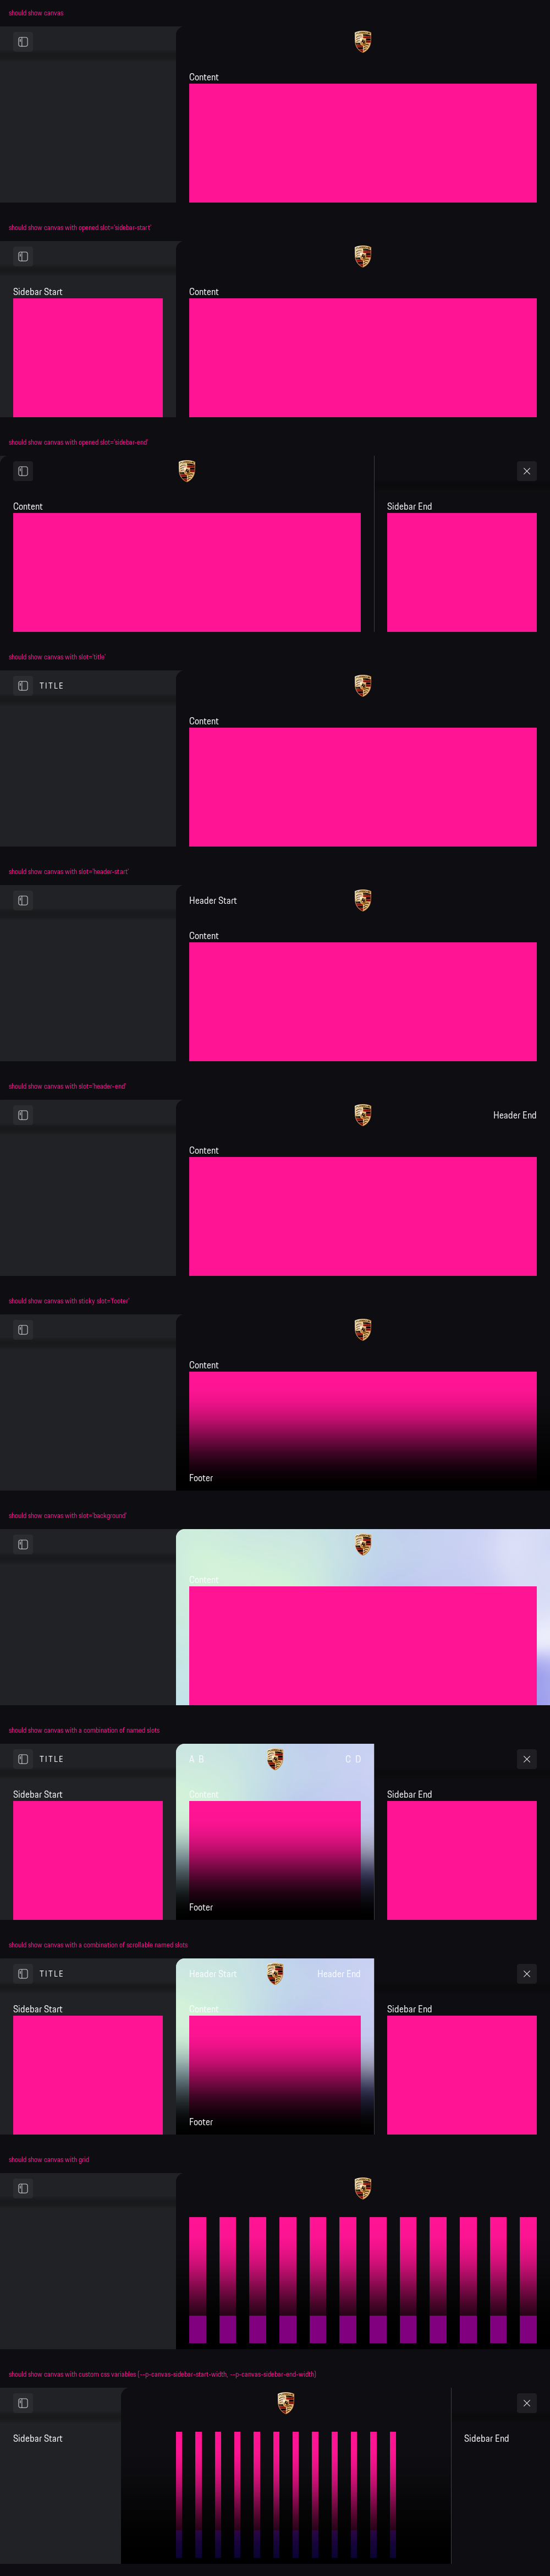 should show canvas
Content
should show canvas with opened slot='sidebar-start'
Sidebar Start
Content
should show canvas with opened slot='sidebar-end'
Content
Sidebar End
should show canvas with slot='title'
TITLE
Content
should show canvas with slot='header-start'
Header Start
Content
should show canvas with slot='header-end'
Header End
Content
should show canvas with sticky slot='footer'
Content
Footer
should show canvas with slot='background'
Content
should show canvas with a combination of named slots
TITLE
A B
C D
Sidebar Start
Content
Sidebar End
Footer
should show canvas with a combination of scrollable named slots
TITLE
Header Start
Header End
Sidebar Start
Content
Sidebar End
Footer
should show canvas with grid
should show canvas with custom css variables (--p-canvas-sidebar-start-width, --p-canvas-sidebar-end-width)
Sidebar Start
Sidebar End